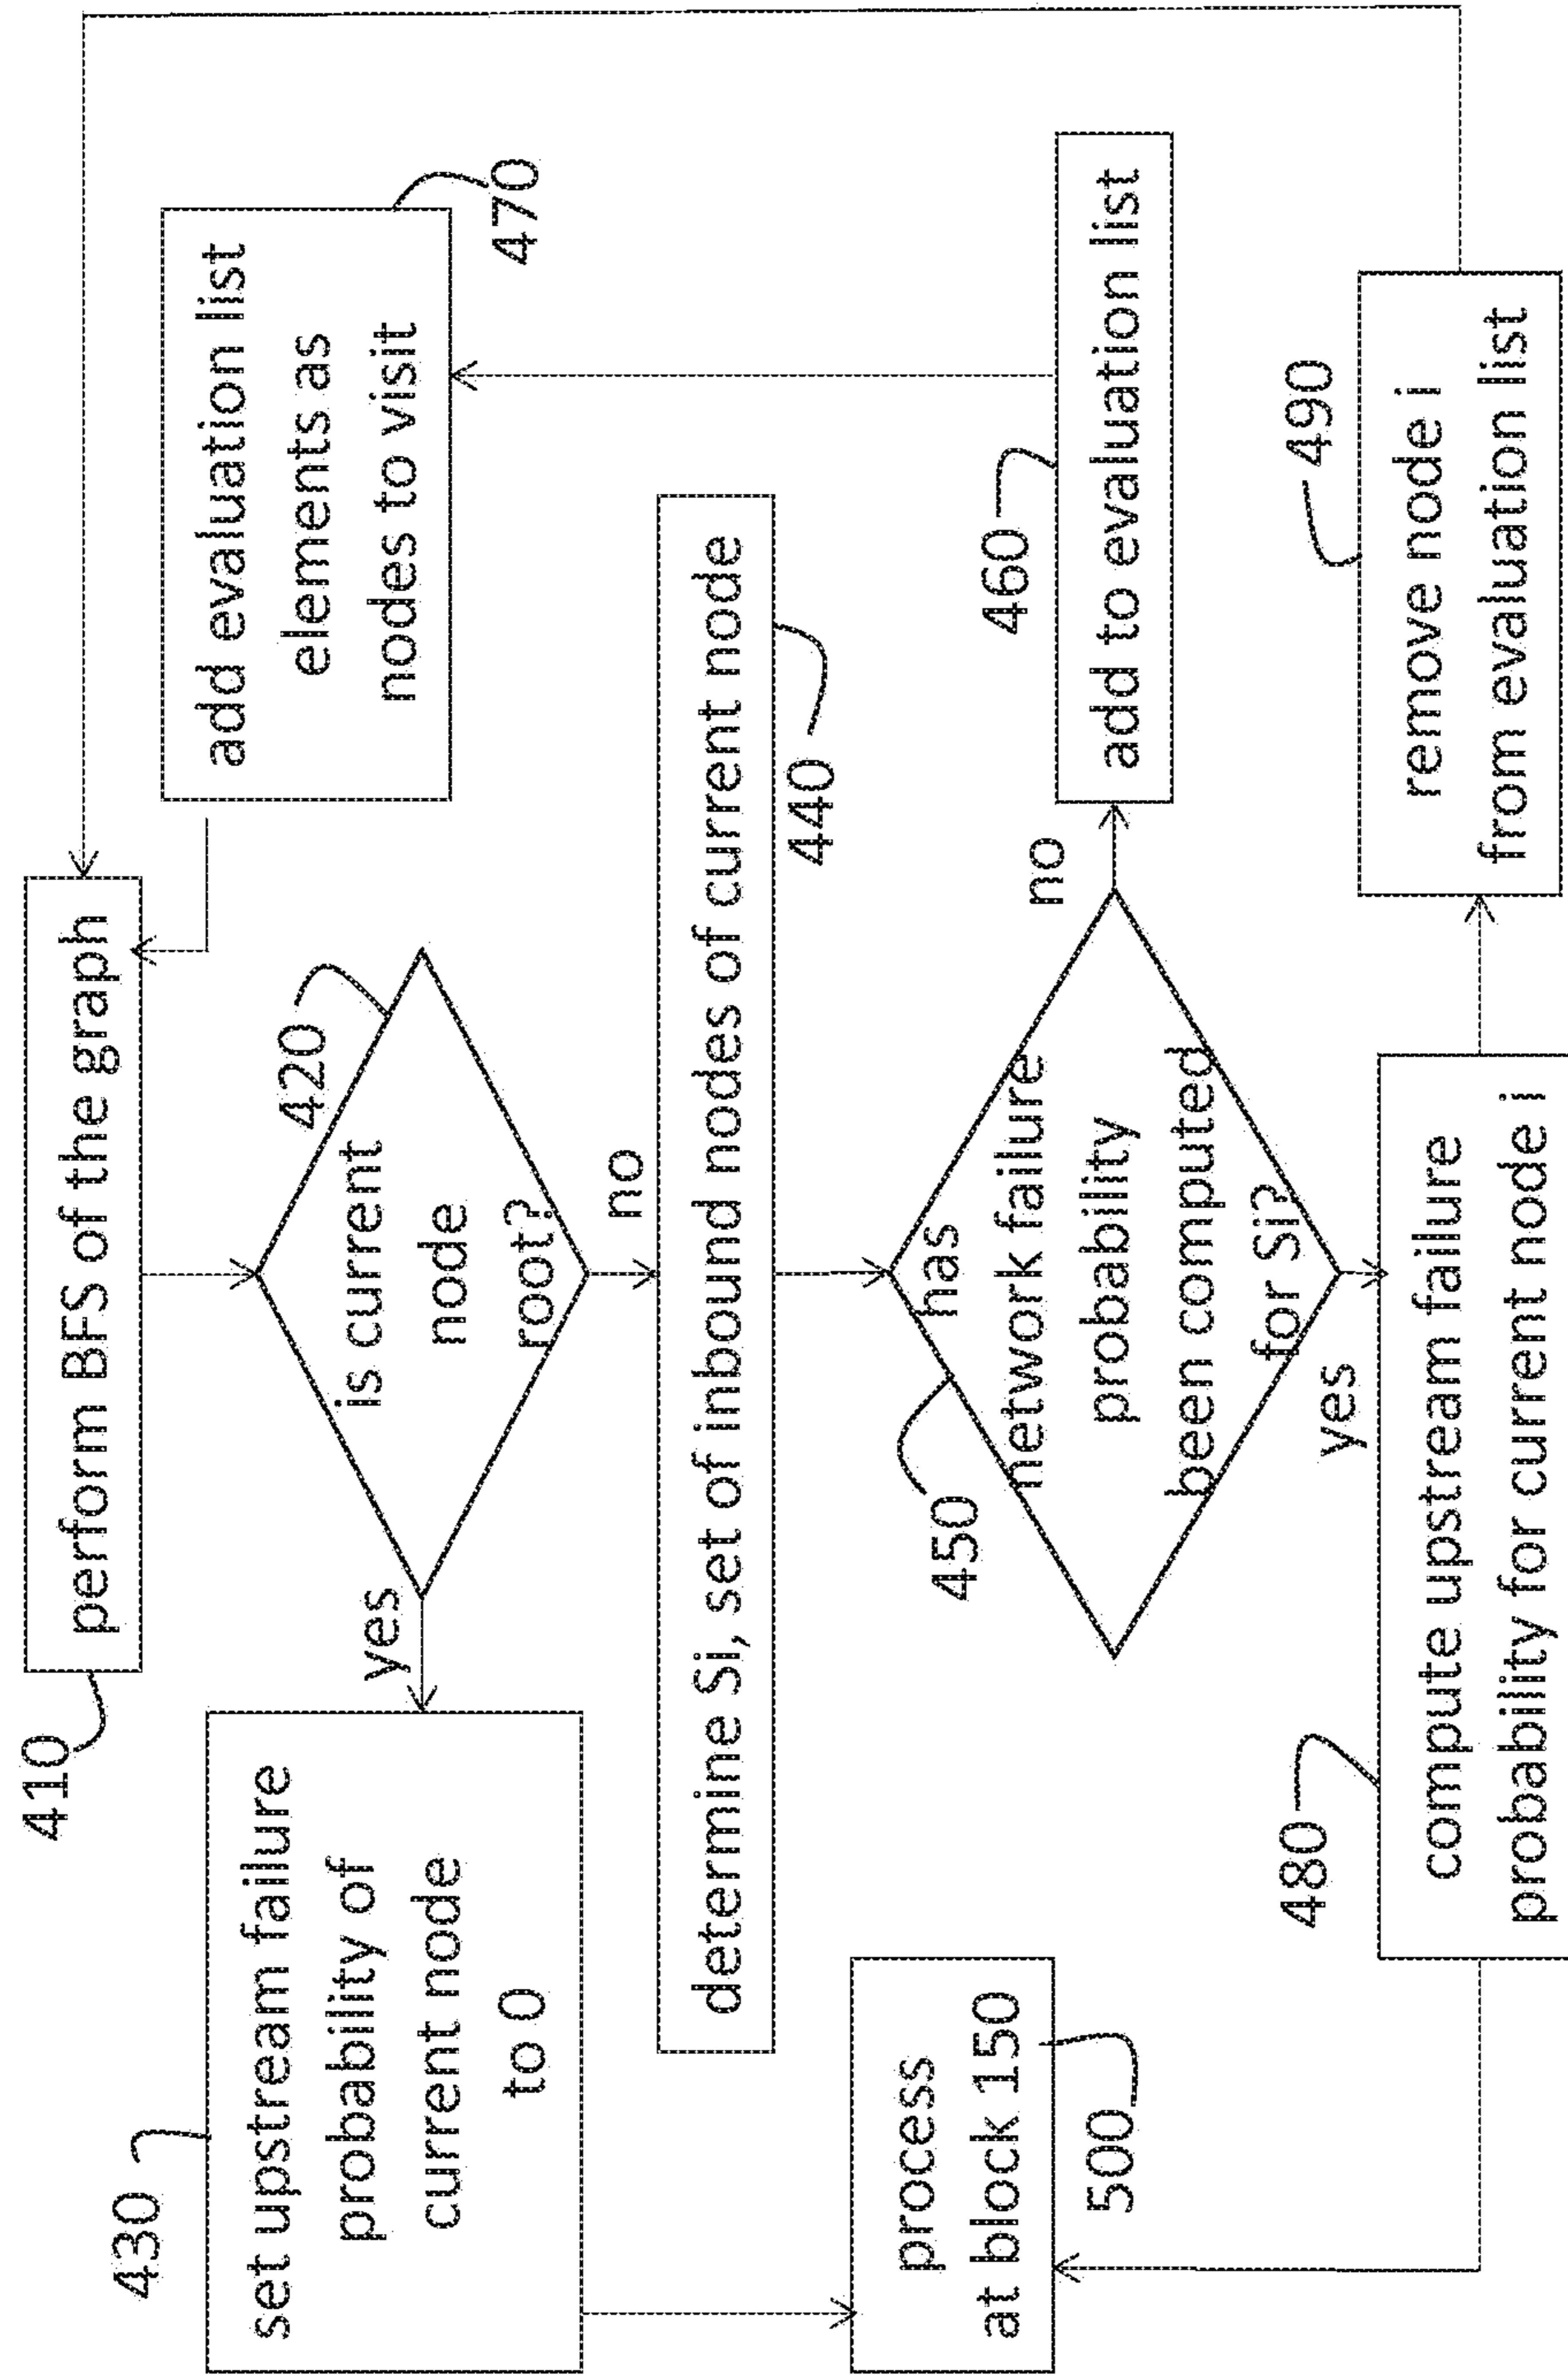 410
perform BFS of the graph
420
is current
node
root?
yes
no
430
set upstream failure
probability of
current node
to 0
add evaluation list
elements as
nodes to visit
470
determine Si, set of inbound nodes of current node
440
450
has
network failure
probability
been computed
for Si?
no
yes
460
add to evaluation list
process
at block 150
500
480
compute upstream failure
probability for current node i
490
remove node i
from evaluation list